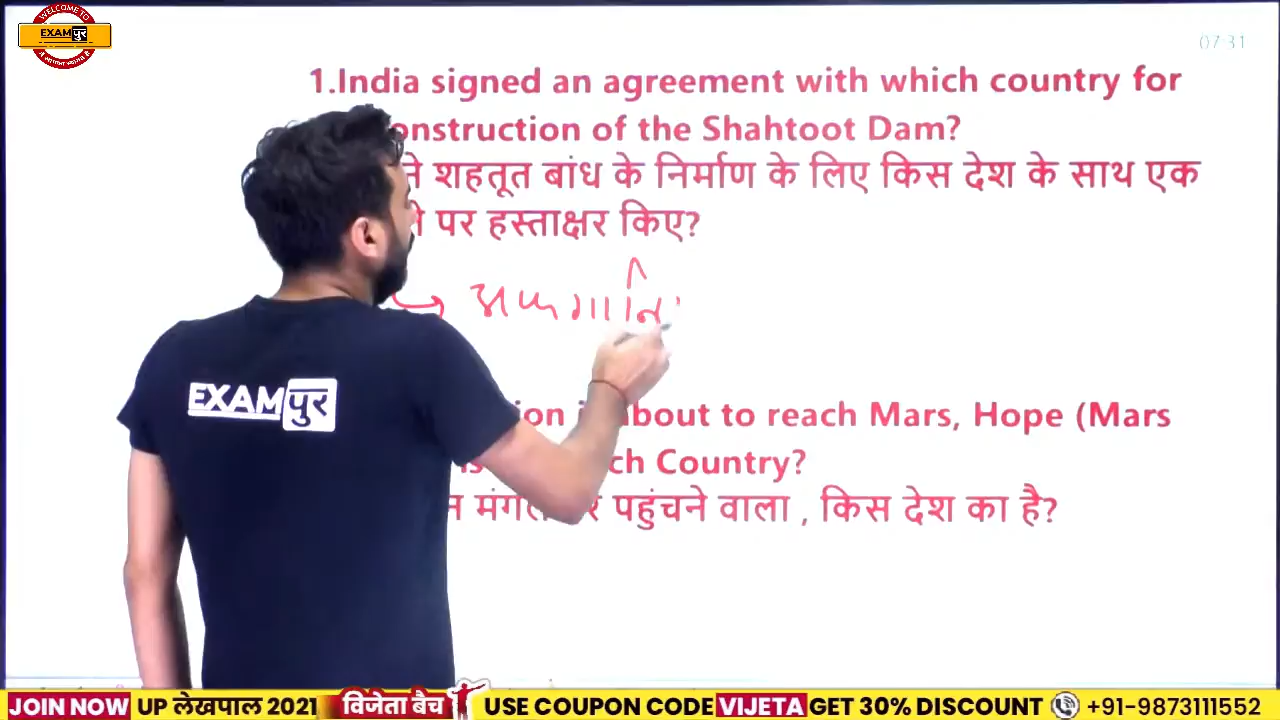 WELCOME TO
EXAMपुर
07:31
1.India signed an agreement with which country for
onstruction of the Shahtoot Dam?
ने शहतूत बांध के निर्माण के लिए किस देश के साथ एक
पर हस्ताक्षर किए?
EXAMपुर
ion about to reach Mars, Hope (Mars
ch Country?
पहुंचने वाला , किस देश का है?
JOIN NOW UP लेखपाल 2021 विजेता बैच USE COUPON CODE VIJETA GET 30% DISCOUNT +91-9873111552